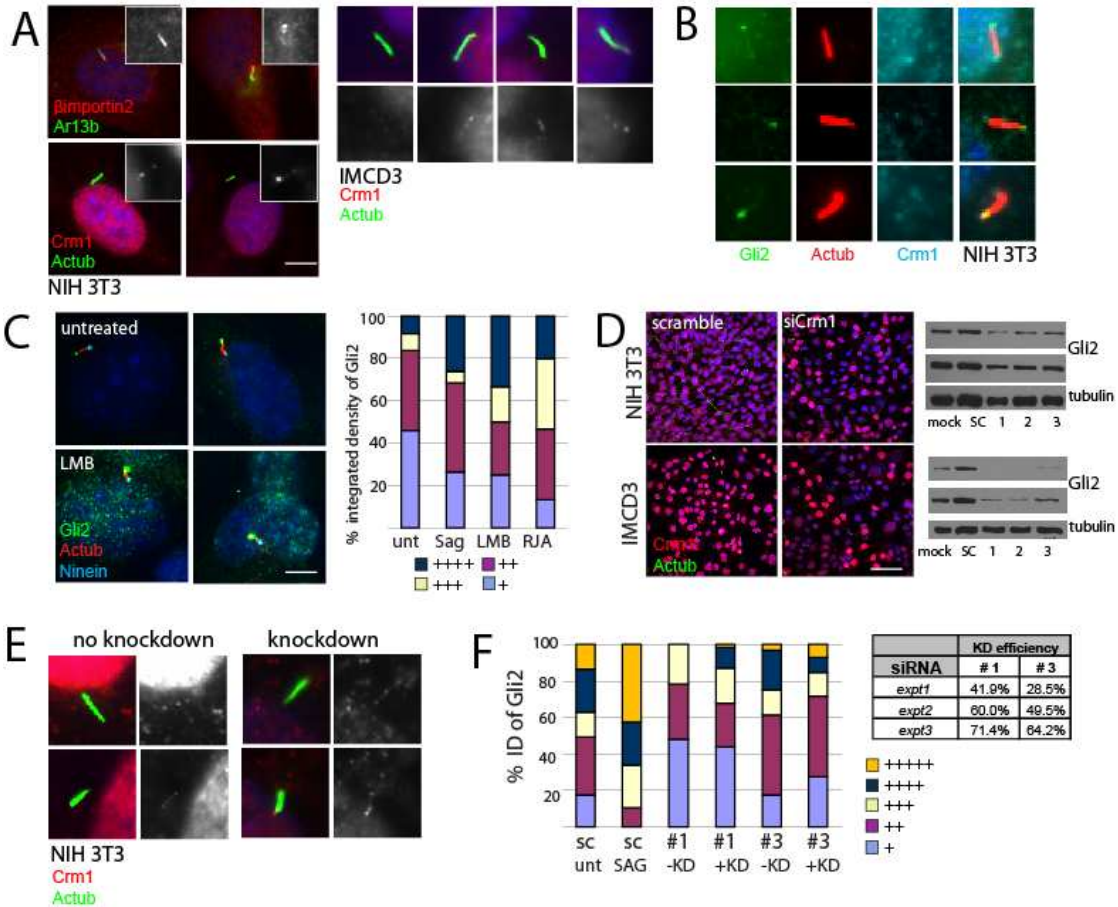 A
βimportin2
Ar13b
Crm1
Actub
NIH 3T3
IMCD3
Crm1
Actub
B
Gli2
Actub
Crm1
NIH 3T3
C
untreated
LMB
Gli2
Actub
Ninein
% integrated density of Gli2
100
80
60
40
20
unt
Sag
LMB
RJA
++++
++
+++
+
D
scramble
siCrm1
NIH 3T3
IMCD3
Crm1
Actub
Gli2
tubulin
mock SC 1 2 3
Gli2
tubulin
mock SC 1 2 3
E
no knockdown
knockdown
NIH 3T3
Crm1
Actub
F
% ID of Gli2
100
80
60
40
20
sc unt
sc SAG
#1 -KD
#1 +KD
#3 -KD
#3 +KD
KD efficiency
siRNA # 1 # 3
expt1 41.9% 28.5%
expt2 60.0% 49.5%
expt3 71.4% 64.2%
+++++
++++
+++
++
+